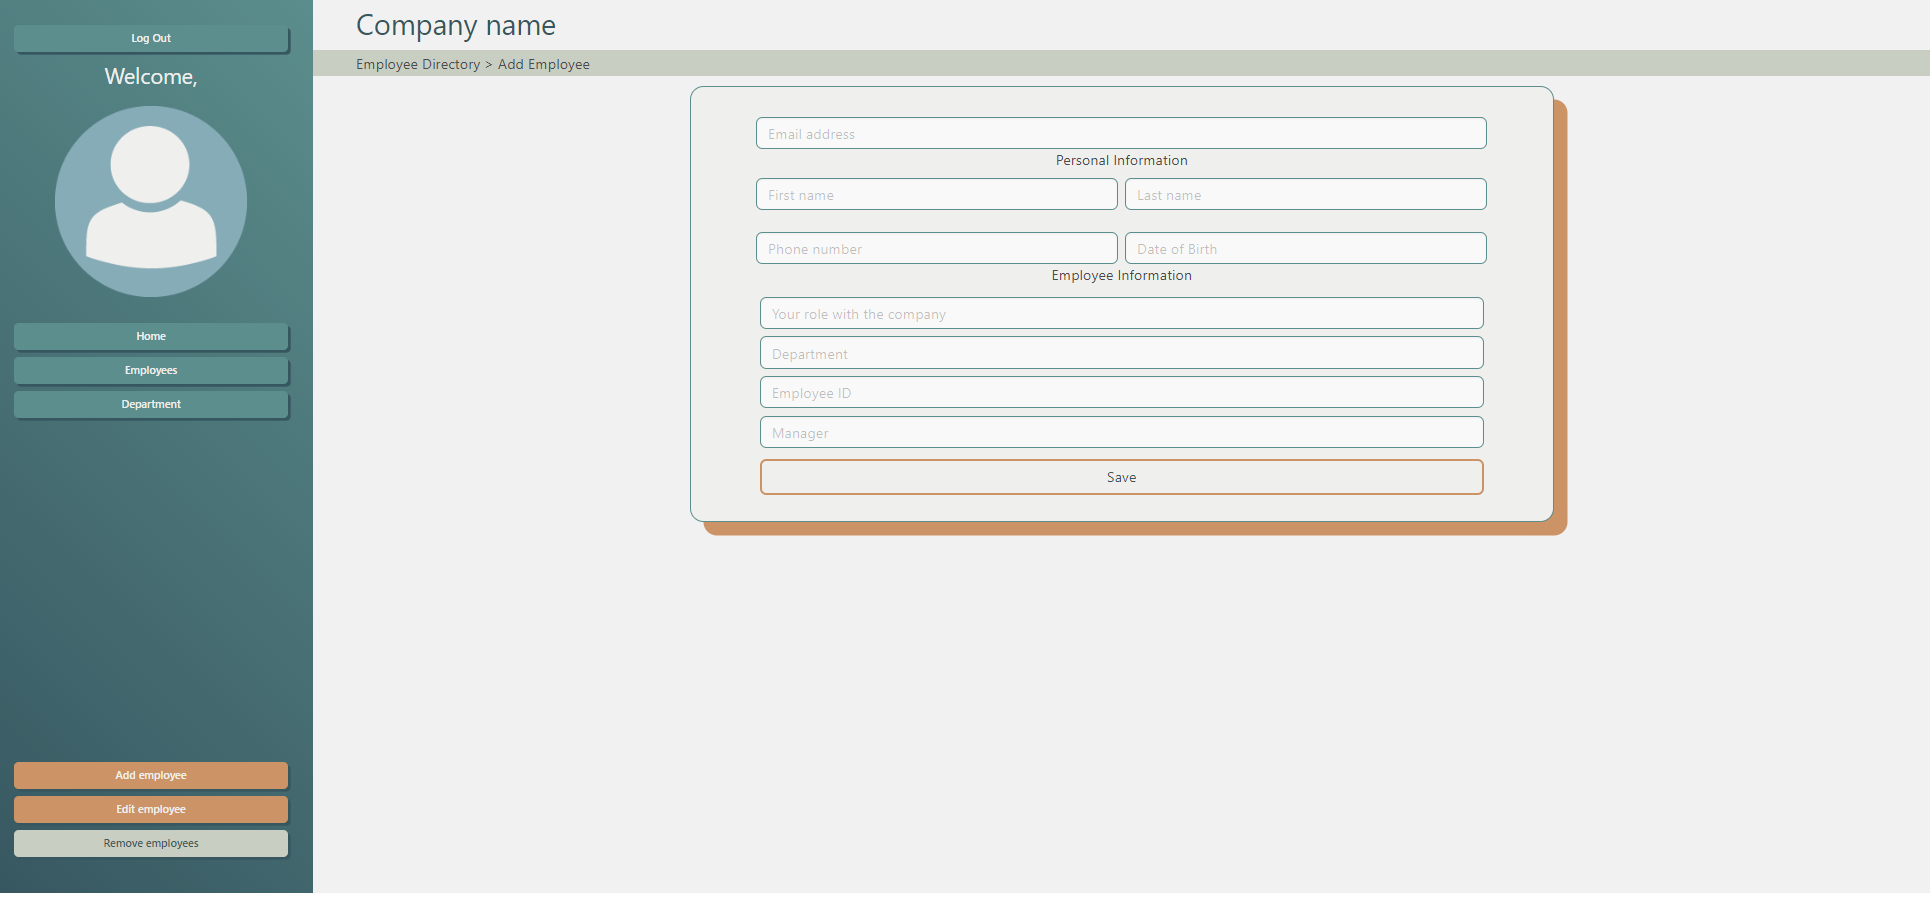 Log Out
Welcome,
Home
Employees
Department
Add employee
Edit employee
Remove employees
Company name
Employee Directory > Add Employee
Email address
Personal Information
First name
Last name
Phone number
Date of Birth
Employee Information
Your role with the company
Department
Employee ID
Manager
Save